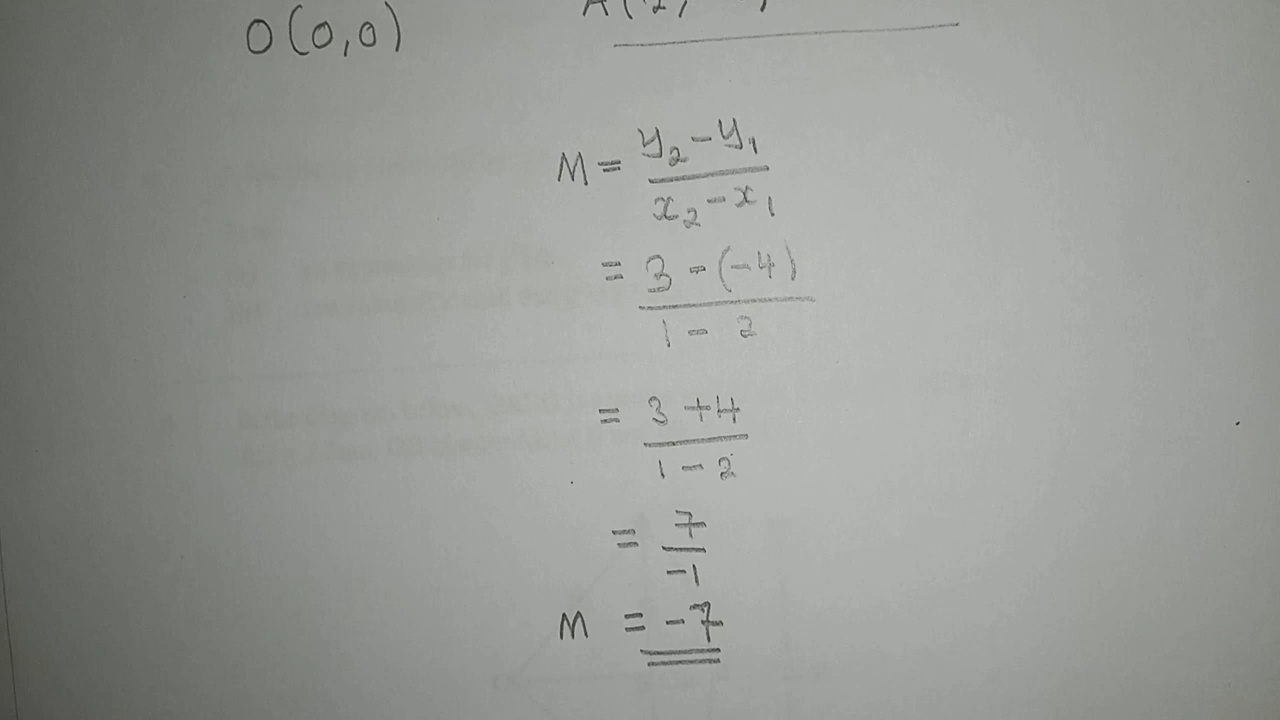 O(0,0)
M = y₂ - y₁
x₂ - x₁
= 3 - (-4)
1 - 2
= 3 + 4
1 - 2
= 7
-1
M = -7